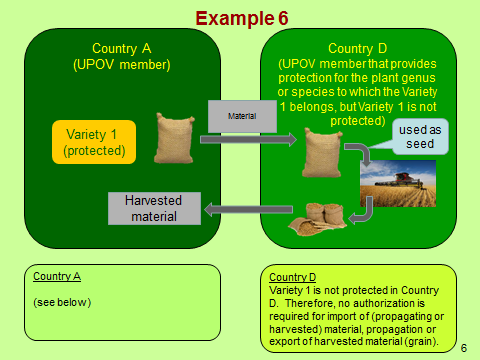 Example 6
Country A
(UPOV member)
Country D
(UPOV member that provides
protection for the plant genus
or species to which the Variety
1 belongs, but Variety 1 is not
protected)
Material
Variety 1
(protected)
used as
seed
Harvested
material
Country A
(see below)
Country D
Variety 1 is not protected in Country
D.  Therefore, no authorization is
required for import of (propagating or
harvested) material, propagation or
export of harvested material (grain).
6